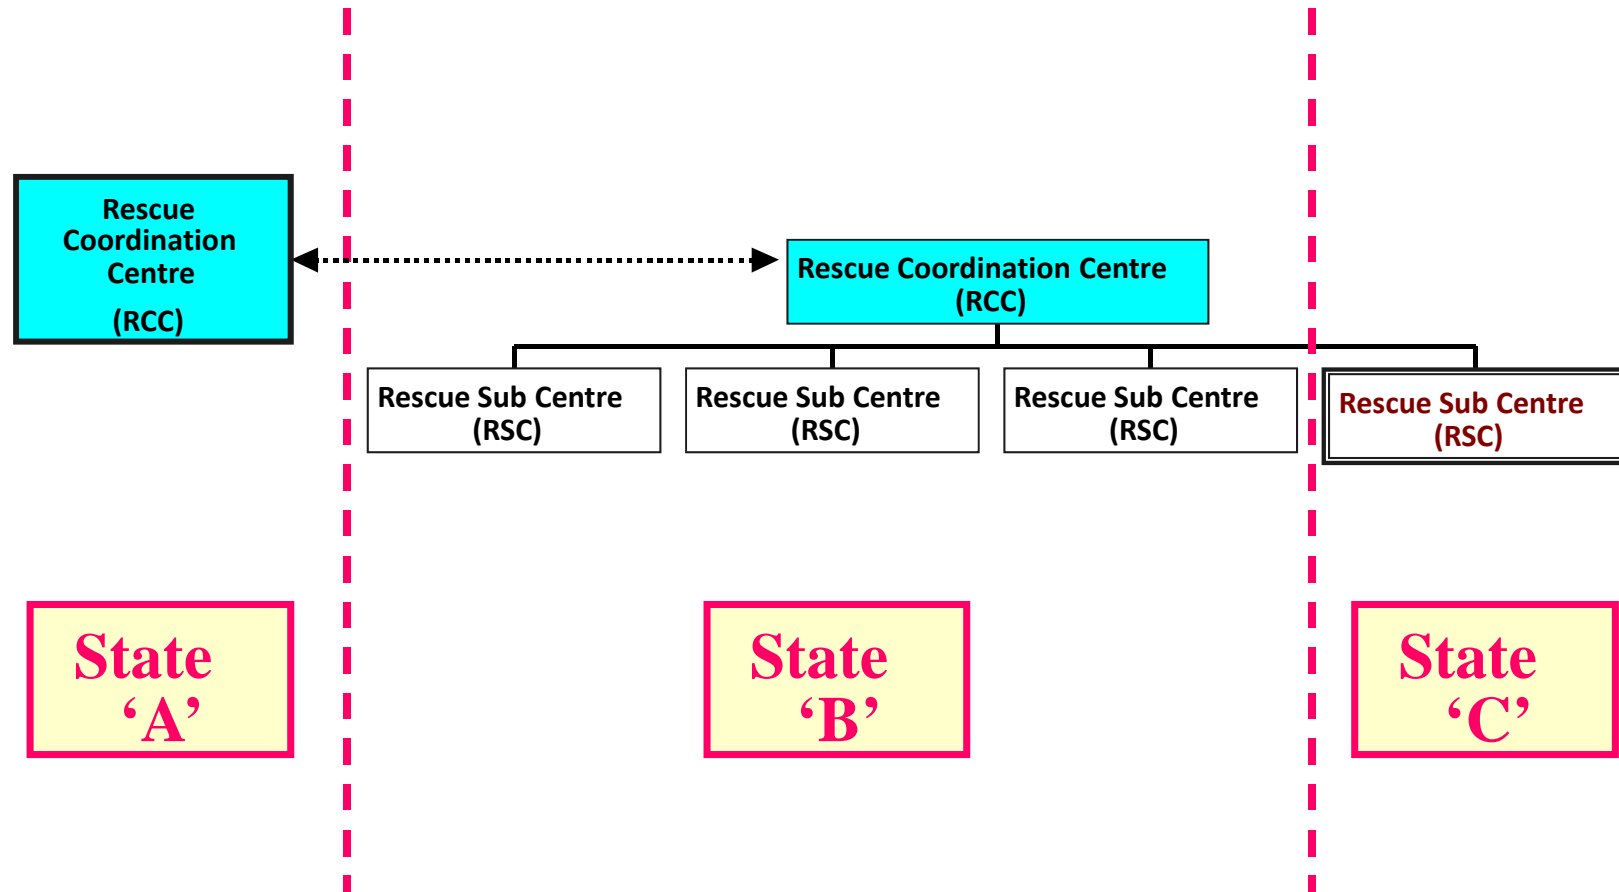 Rescue
Coordination
Centre
(RCC)
Rescue Coordination Centre
(RCC)
Rescue Sub Centre
(RSC)
Rescue Sub Centre
(RSC)
Rescue Sub Centre
(RSC)
Rescue Sub Centre
(RSC)
State
‘A’
State
‘B’
State
‘C’